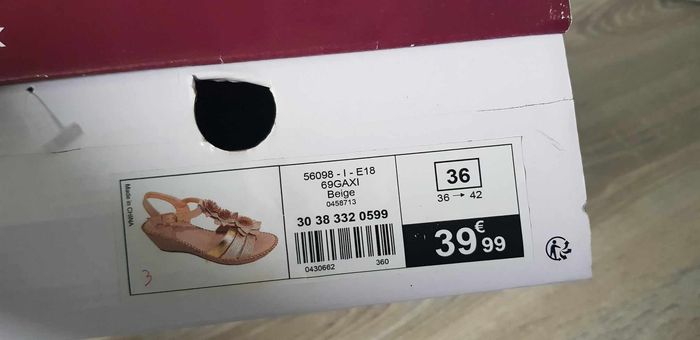 Made in CHINA
3
56098 - I - E18
69GAXI
Beige
0458713
30 38 332 0599
0430662 360
36
36 → 42
39€99